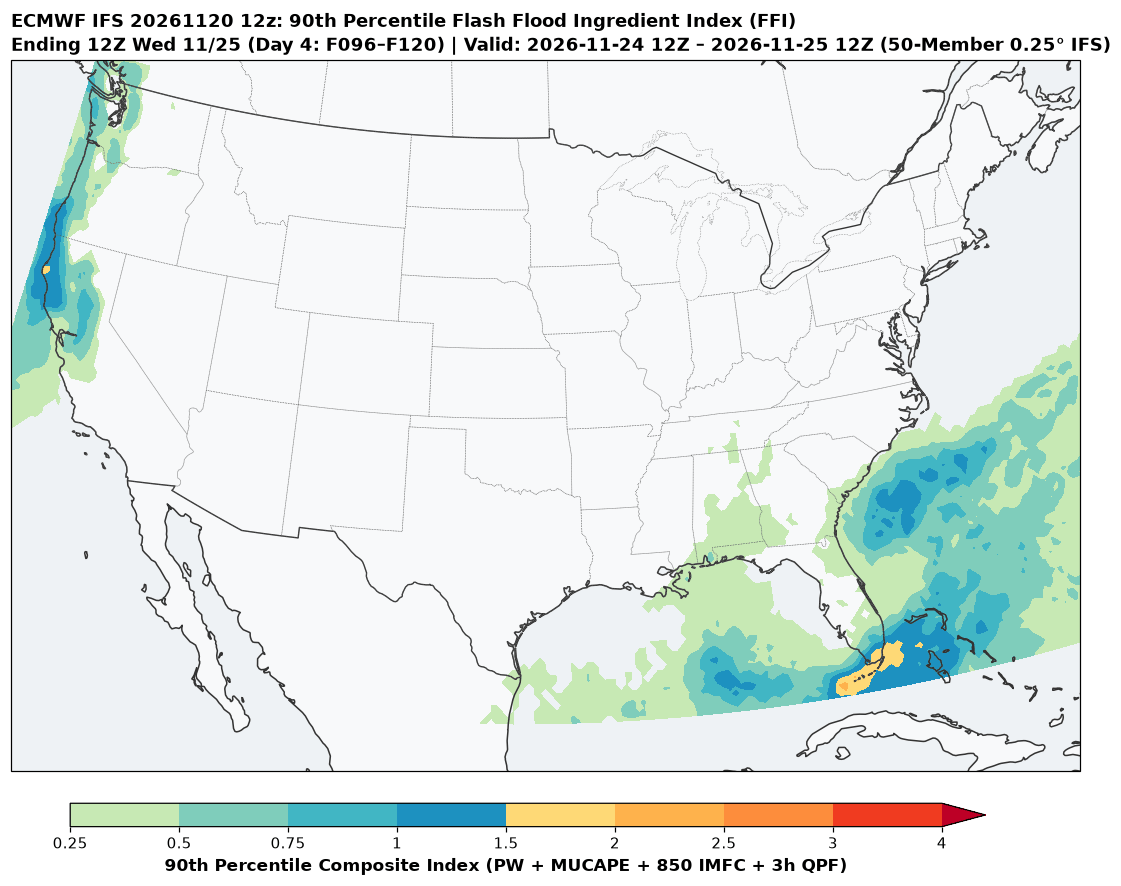 ECMWF IFS 20261120 12z: 90th Percentile Flash Flood Ingredient Index (FFI)
Ending 12Z Wed 11/25 (Day 4: F096–F120) | Valid: 2026-11-24 12Z – 2026-11-25 12Z (50-Member 0.25° IFS)
0.25 0.5 0.75 1 1.5 2 2.5 3 4
90th Percentile Composite Index (PW + MUCAPE + 850 IMFC + 3h QPF)